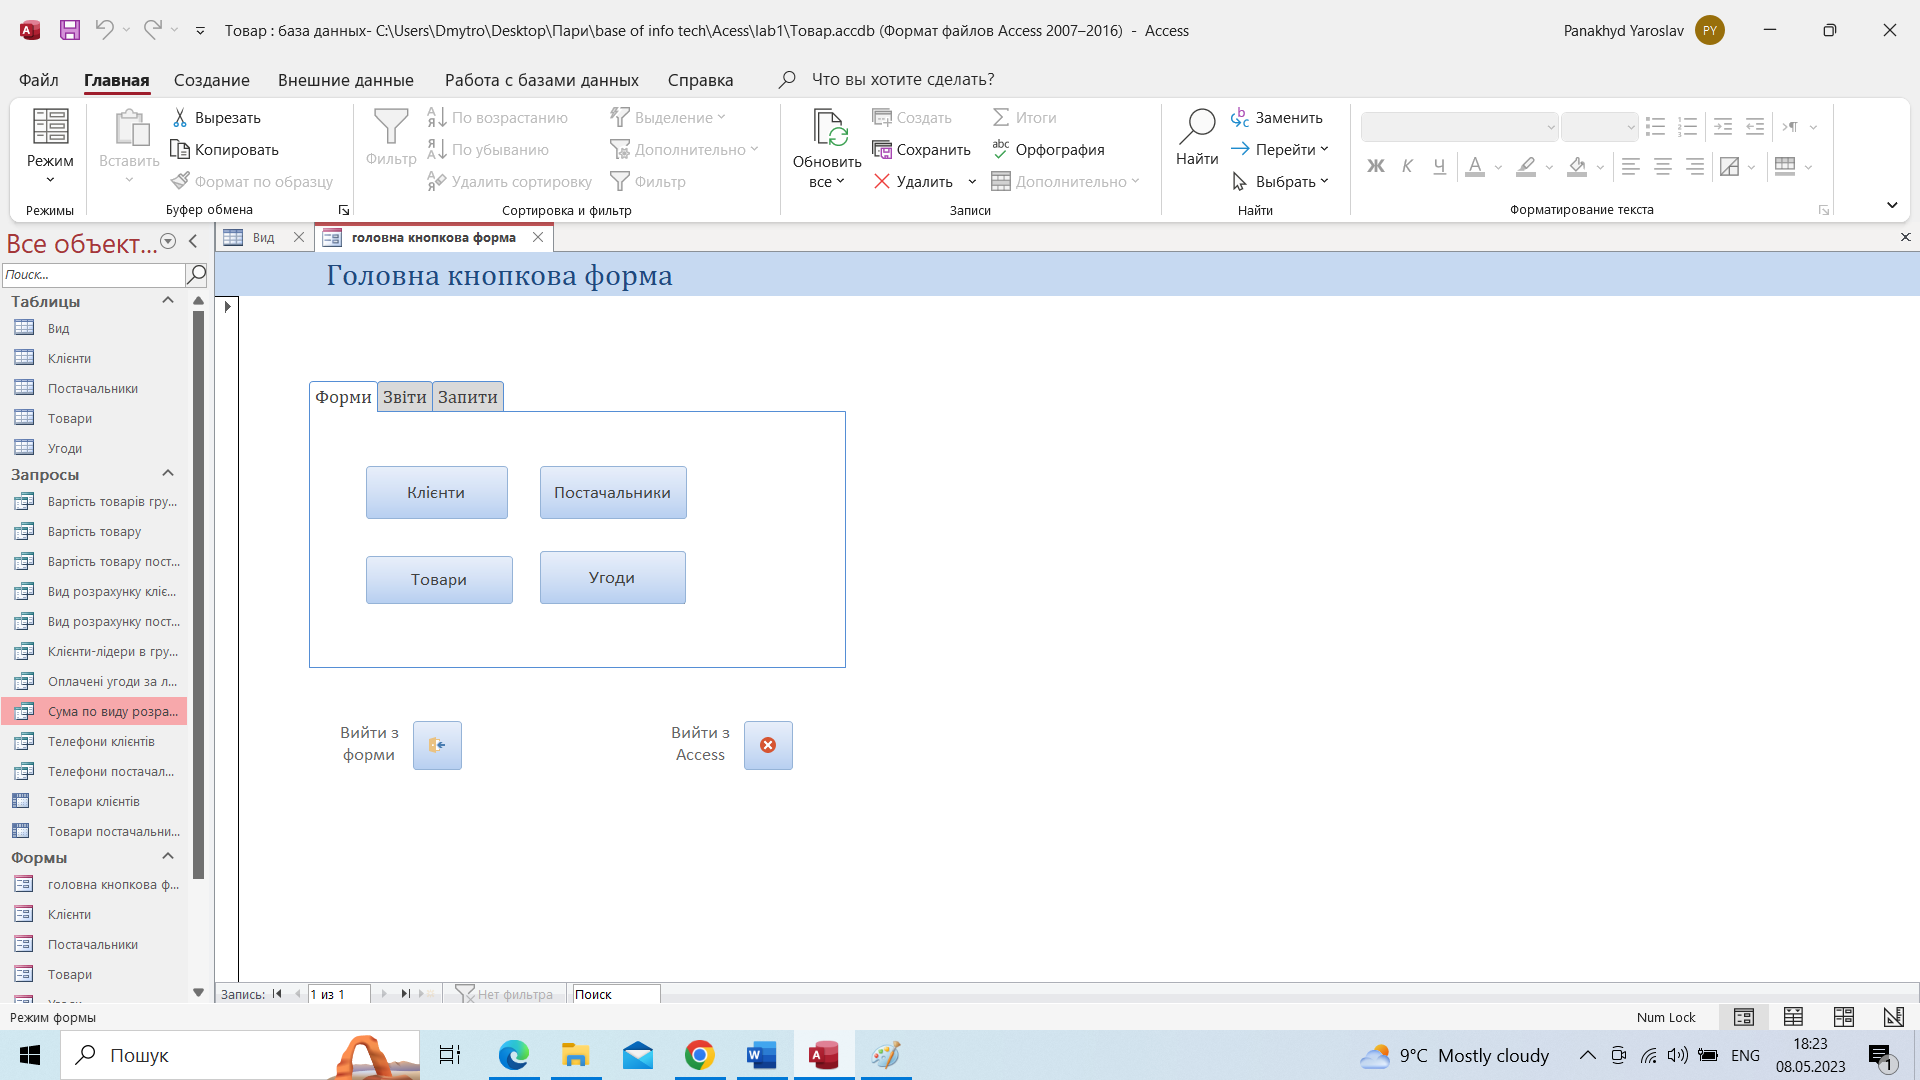 Товар : база данных- C:\Users\Dmytro\Desktop\Пари\base of info tech\Acess\lab1\Товар.accdb (Формат файлов Access 2007–2016) - Access
Panakhyd Yaroslav
PY
Файл Главная Создание Внешние данные Работа с базами данных Справка Что вы хотите сделать?
Режим
Режимы
Вставить
Вырезать
Копировать
Формат по образцу
Буфер обмена
Фильтр
По возрастанию
По убыванию
Удалить сортировку
Выделение
Дополнительно
Фильтр
Сортировка и фильтр
Обновить
все
Создать
Сохранить
Удалить
Итоги
Орфография
Дополнительно
Записи
Найти
Заменить
Перейти
Выбрать
Найти
Ж К Ч А
Форматирование текста
Все объект...
Поиск...
Таблицы
Вид
Клієнти
Постачальники
Товари
Угоди
Запросы
Вартість товарів гру...
Вартість товару
Вартість товару пост...
Вид розрахунку кліє...
Вид розрахунку пост...
Клієнти-лідери в гру...
Оплачені угоди за л...
Сума по виду розра...
Телефони клієнтів
Телефони постачал...
Товари клієнтів
Товари постачальни...
Формы
головна кнопкова ф...
Клієнти
Постачальники
Товари
Вид
головна кнопкова форма
Головна кнопкова форма
Форми Звіти Запити
Клієнти Постачальники
Товари Угоди
Вийти з
форми
Вийти з
Access
Запись: 1 из 1 Нет фильтра Поиск
Режим формы
Num Lock
Пошук
9°C Mostly cloudy
ENG
18:23
08.05.2023
1